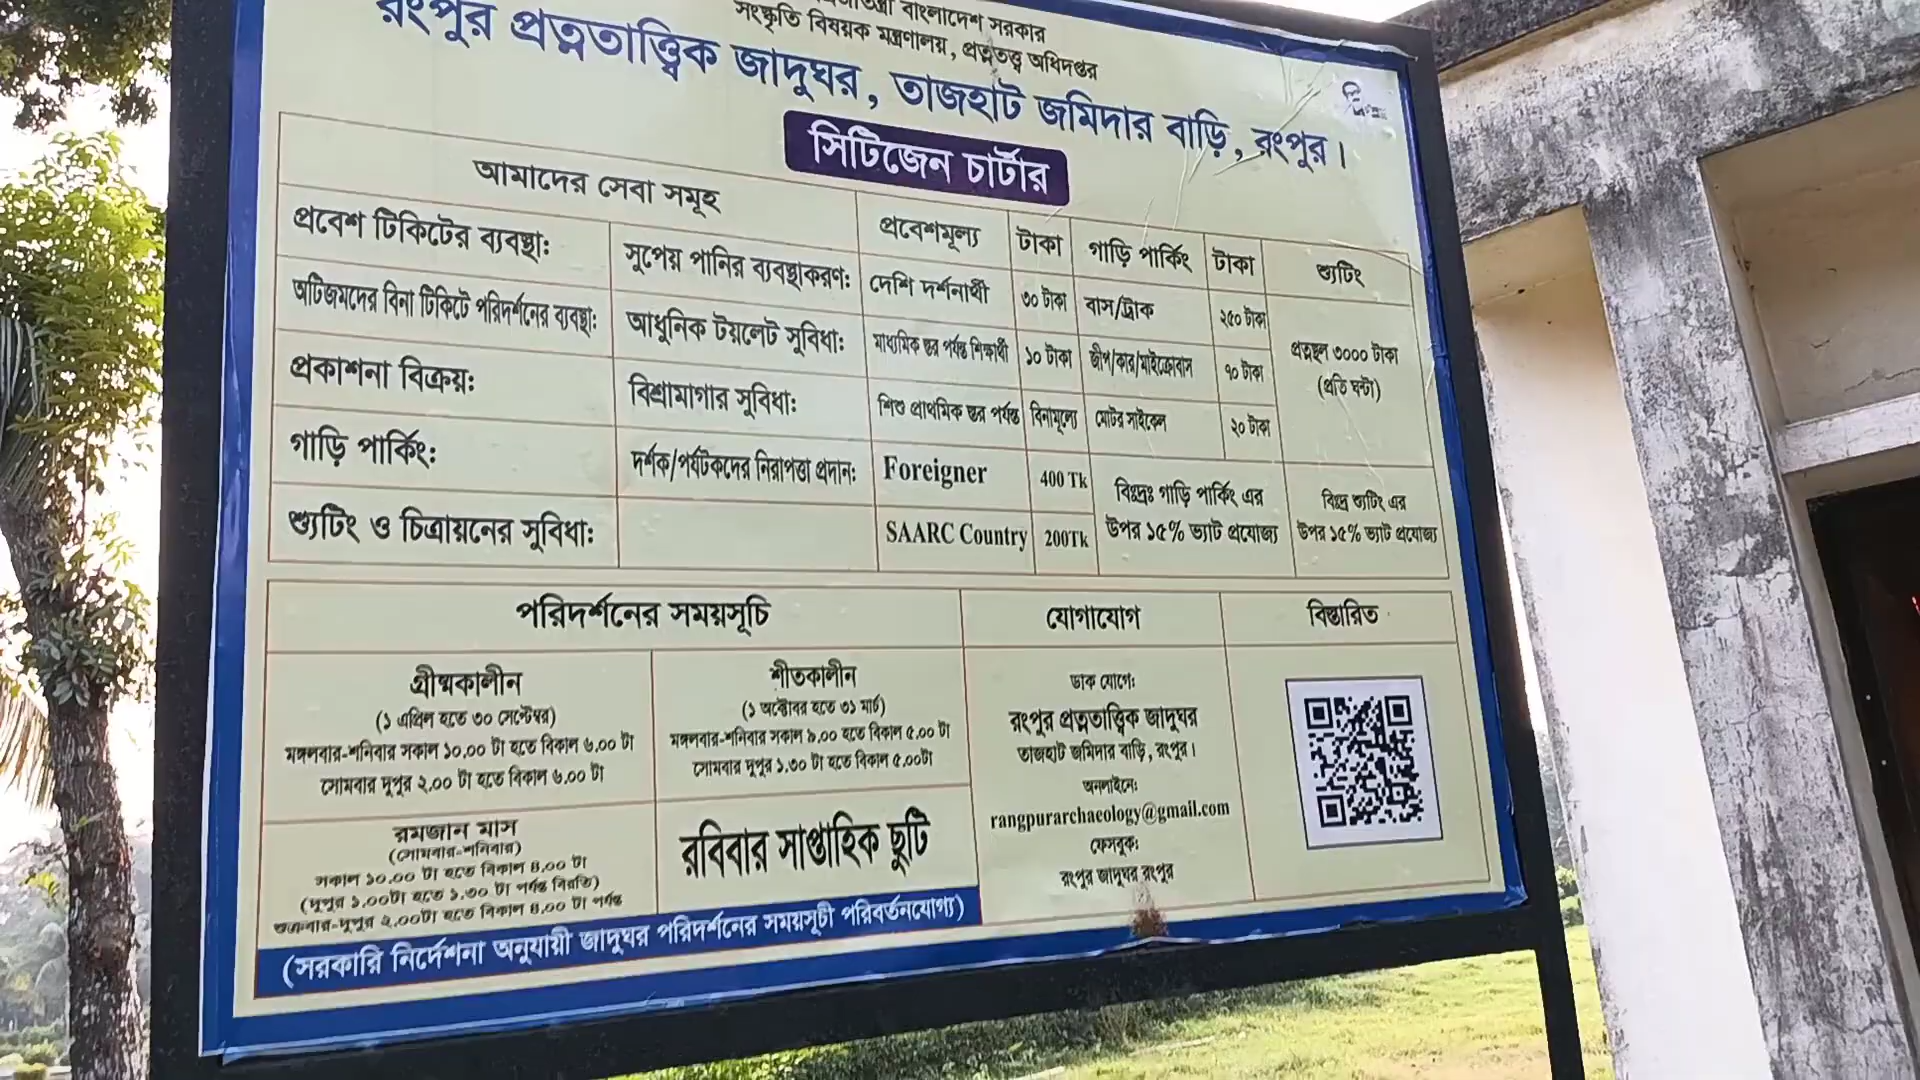 বাংলাদেশ সরকার
সংস্কৃতি বিষয়ক মন্ত্রণালয়, প্রত্নতত্ত্ব অধিদপ্তর
রংপুর প্রত্নতাত্ত্বিক জাদুঘর, তাজহাট জমিদার বাড়ি, রংপুর।
সিটিজেন চার্টার
আমাদের সেবা সমূহ
প্রবেশমূল্য
টাকা
গাড়ি পার্কিং
টাকা
শ্যুটিং
প্রবেশ টিকিটের ব্যবস্থা:
সুপেয় পানির ব্যবস্থাকরণ:
দেশি দর্শনার্থী
৩০ টাকা
বাস/ট্রাক
২৫০ টাকা
প্রত্নস্থল ৩০০০ টাকা
(প্রতি ঘন্টা)
অটিজমদের বিনা টিকিটে পরিদর্শনের ব্যবস্থা:
আধুনিক টয়লেট সুবিধা:
মাধ্যমিক স্তর পর্যন্ত শিক্ষার্থী
১০ টাকা
জীপ/কার/মাইক্রোবাস
৭০ টাকা
প্রকাশনা বিক্রয়:
বিশ্রামাগার সুবিধা:
শিশু প্রাথমিক স্তর পর্যন্ত
বিনামূল্যে
মোটর সাইকেল
২০ টাকা
গাড়ি পার্কিং:
দর্শক/পর্যটকদের নিরাপত্তা প্রদান:
Foreigner
400 Tk
বিঃদ্রঃ গাড়ি পার্কিং এর
উপর ১৫% ভ্যাট প্রযোজ্য
বিঃদ্র শুটিং এর
উপর ১৫% ভ্যাট প্রযোজ্য
শ্যুটিং ও চিত্রায়নের সুবিধা:
SAARC Country
200Tk
পরিদর্শনের সময়সূচি
যোগাযোগ
বিস্তারিত
গ্রীষ্মকালীন
(১ এপ্রিল হতে ৩০ সেপ্টেম্বর)
মঙ্গলবার-শনিবার সকাল ১০.০০ টা হতে বিকাল ৬.০০ টা
সোমবার দুপুর ২.০০ টা হতে বিকাল ৬.০০ টা
শীতকালীন
(১ অক্টোবর হতে ৩১ মার্চ)
মঙ্গলবার-শনিবার সকাল ৯.০০ হতে বিকাল ৫.০০ টা
সোমবার দুপুর ১.৩০ টা হতে বিকাল ৫.০০টা
ডাক যোগে:
রংপুর প্রত্নতাত্ত্বিক জাদুঘর
তাজহাট জমিদার বাড়ি, রংপুর।
অনলাইনে:
rangpurarchaeology@gmail.com
ফেসবুক:
রংপুর জাদুঘর রংপুর
রমজান মাস
(সোমবার-শনিবার)
সকাল ১০.০০ টা হতে বিকাল ৪.০০ টা
(দুপুর ১.০০টা হতে ১.৩০ টা পর্যন্ত বিরতি)
শুক্রবার-দুপুর ২.০০টা হতে বিকাল ৪.০০ টা পর্যন্ত
রবিবার সাপ্তাহিক ছুটি
(সরকারি নির্দেশনা অনুযায়ী জাদুঘর পরিদর্শনের সময়সূচী পরিবর্তনযোগ্য)